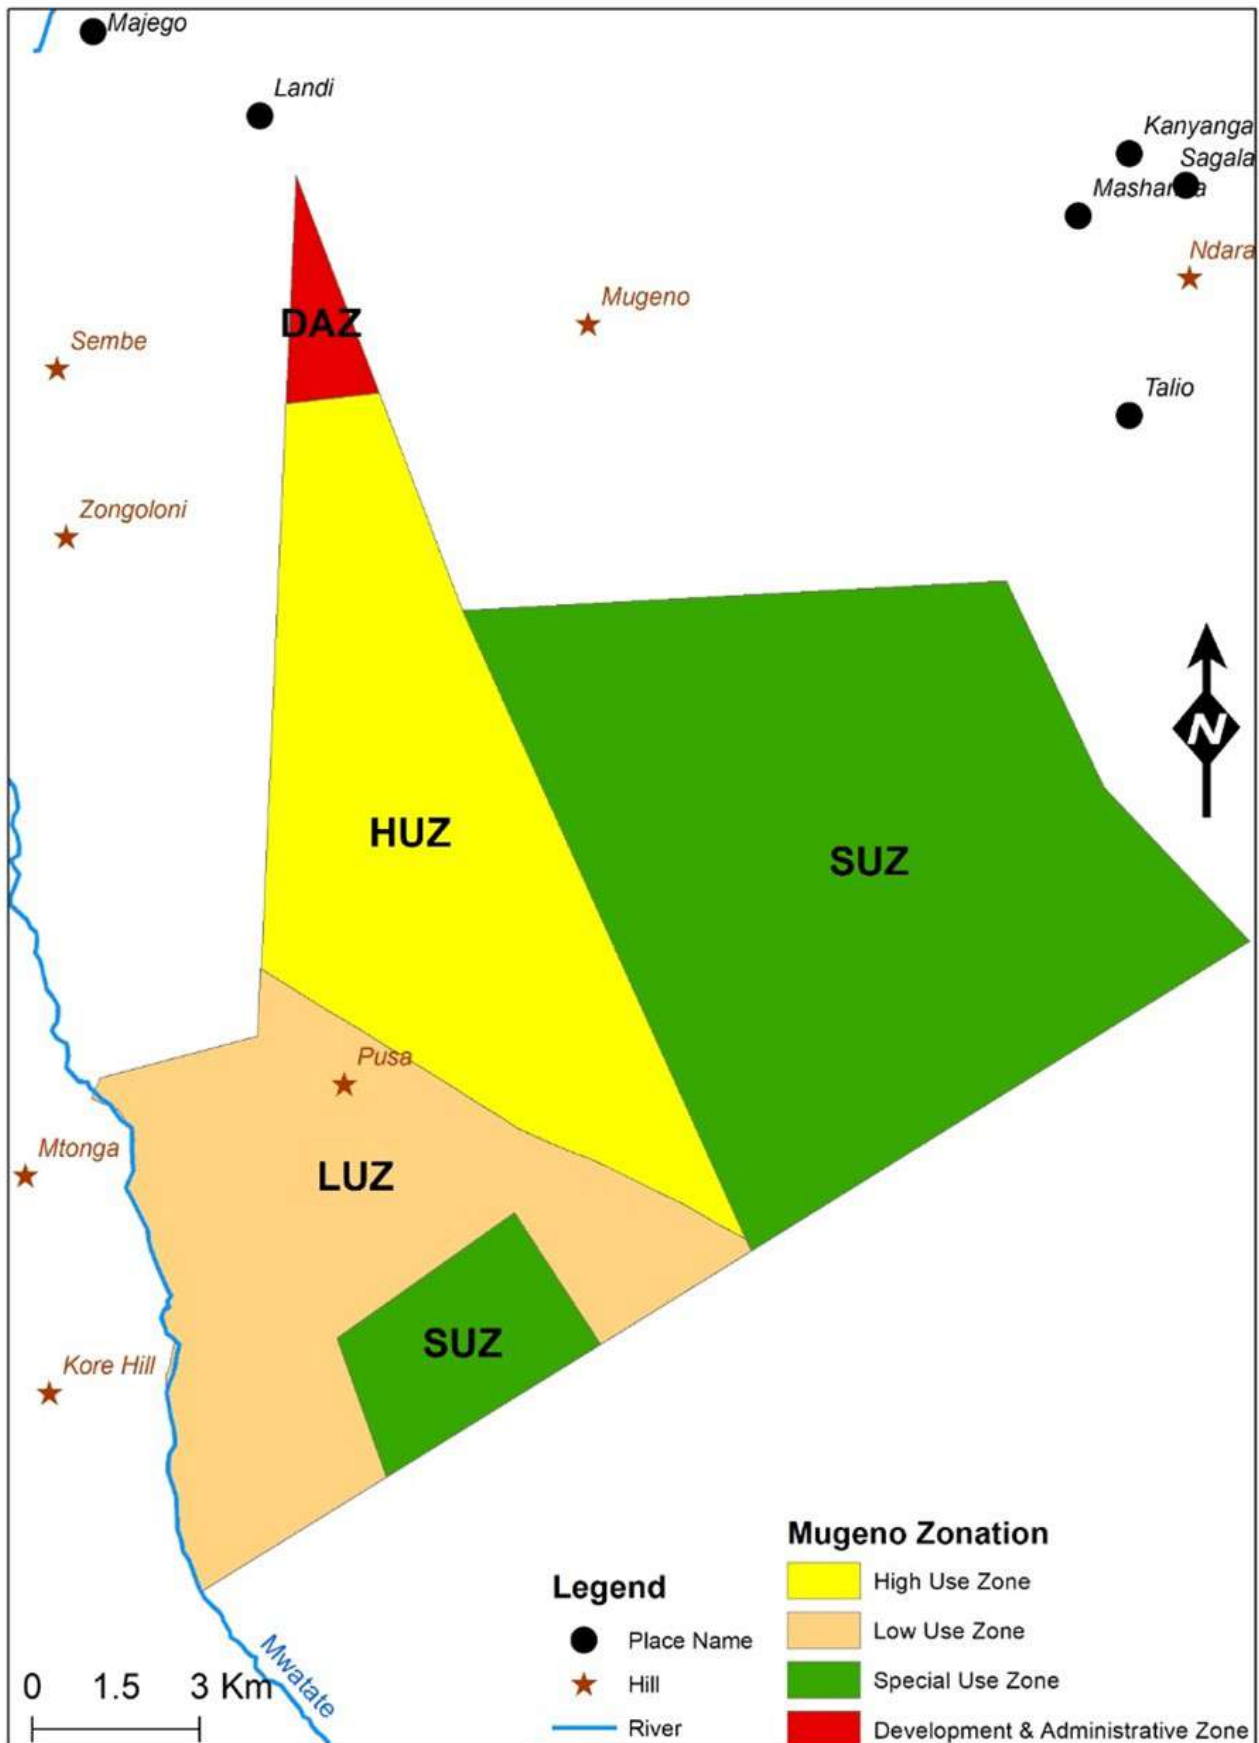 Majego
Landi
Kanyanga
Sagala
Ndara
Mugeno
DAZ
Sembe
Talio
Zongoloni
N
HUZ
SUZ
Pusa
Mtonga
LUZ
SUZ
Kore Hill
Mugeno Zonation
High Use Zone
Low Use Zone
Special Use Zone
Development & Administrative Zone
Legend
Place Name
Hill
River
Mwatate
0 1.5 3 Km